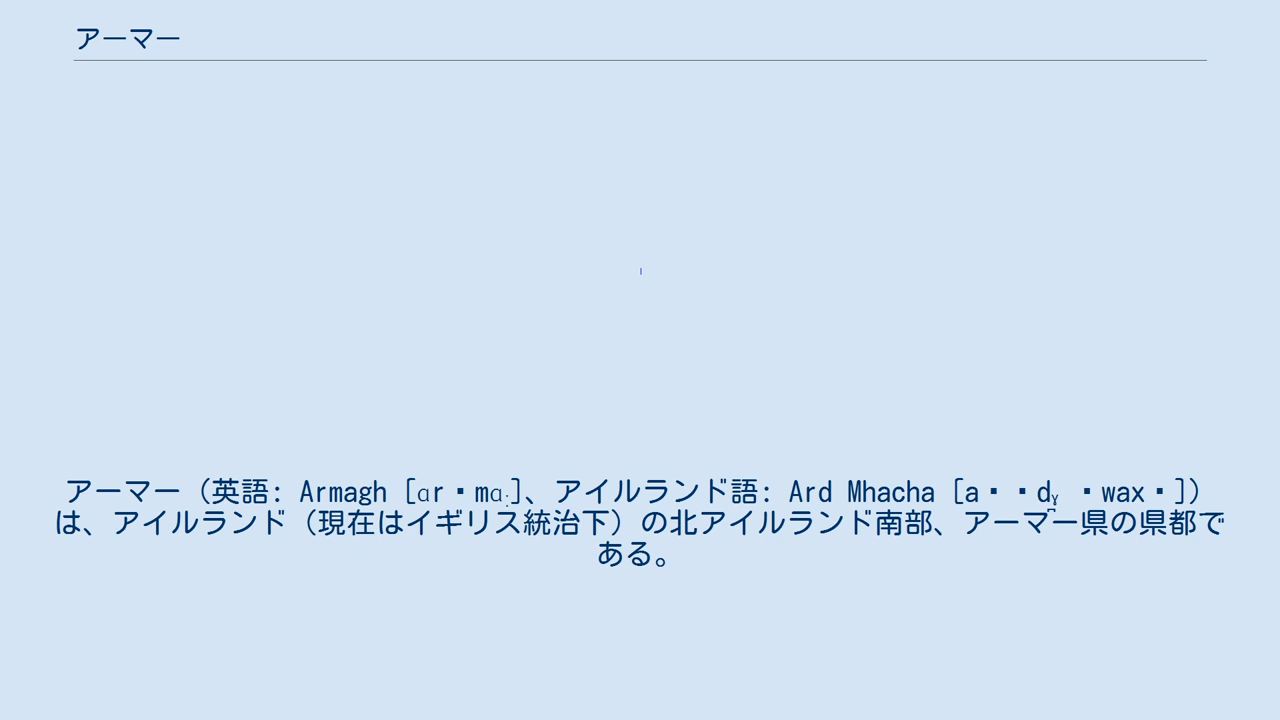 アーマー
アーマー（英語: Armagh [ɑr▪mɑː]、アイルランド語: Ard Mhacha [a▪▪d̪ˠ ▪wax▪]）
は、アイルランド（現在はイギリス統治下）の北アイルランド南部、アーマー県の県都で
ある。